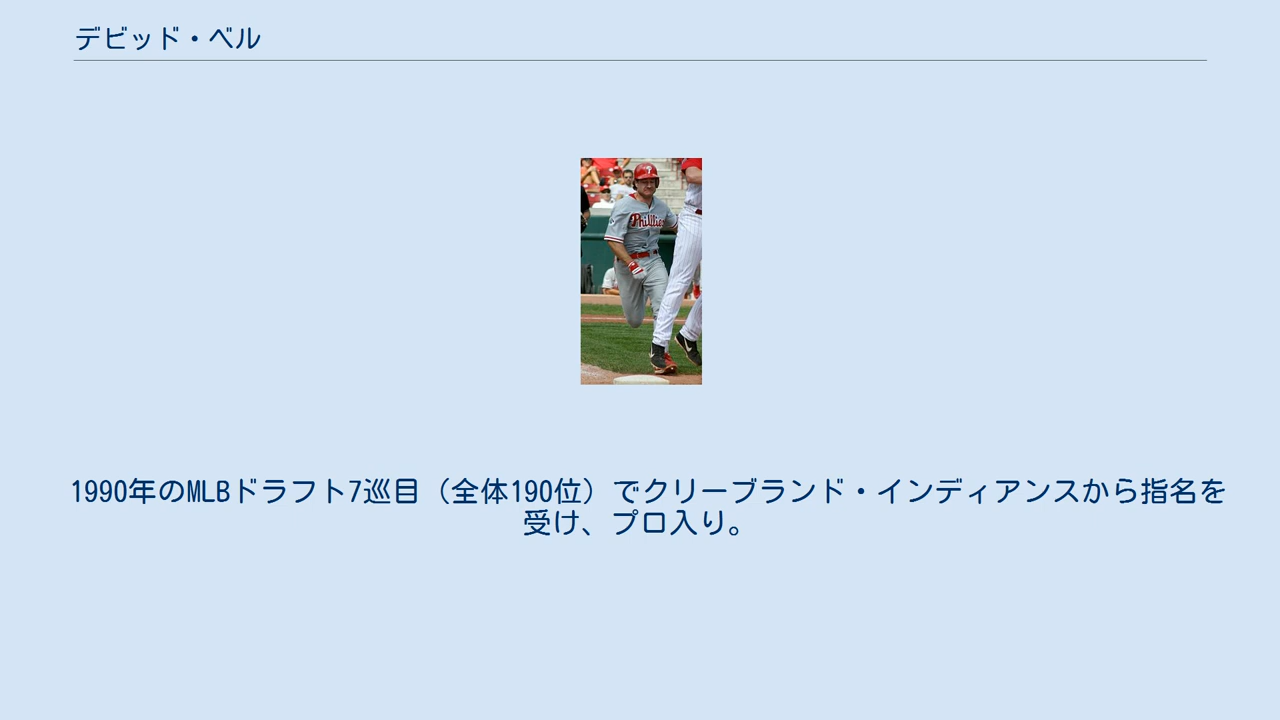 デビッド・ベル
Phillies
1990年のMLBドラフト7巡目（全体190位）でクリーブランド・インディアンスから指名を
受け、プロ入り。